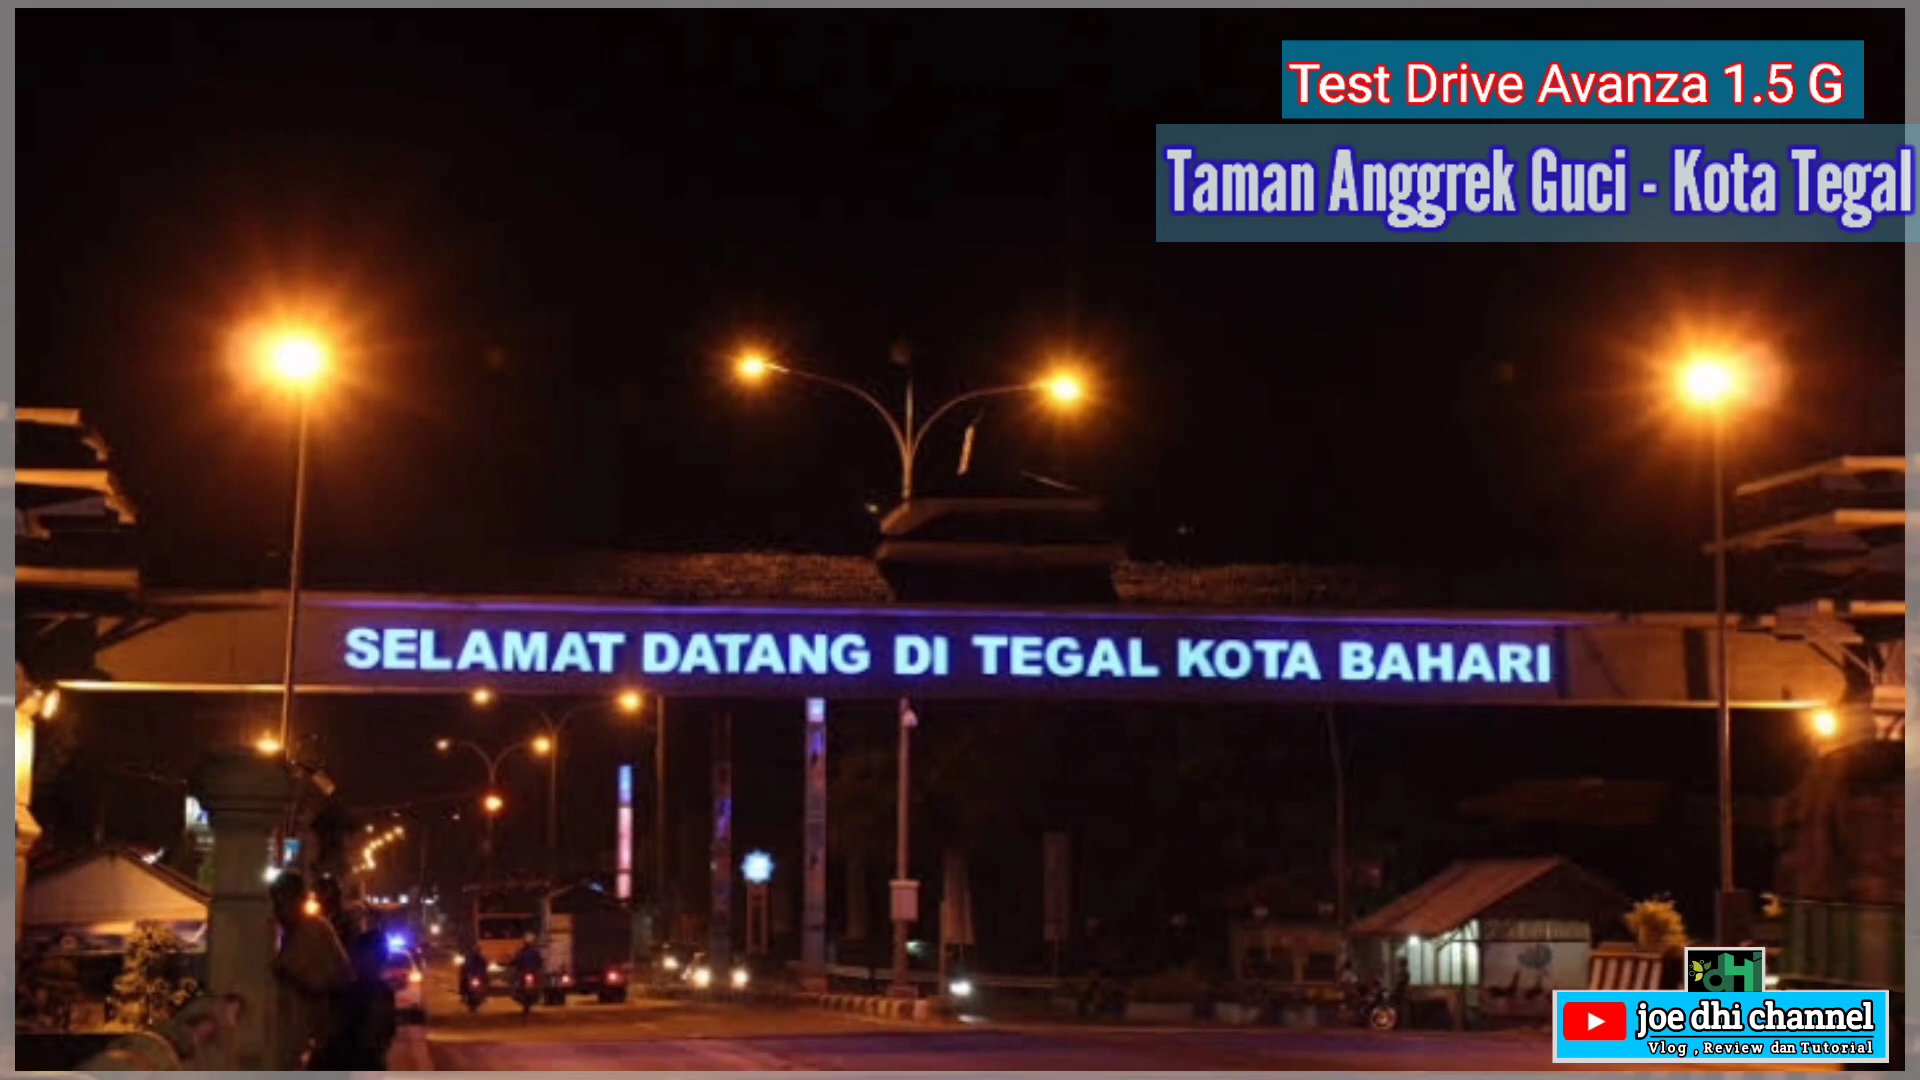 Test Drive Avanza 1.5 G
Taman Anggrek Guci - Kota Tegal
SELAMAT DATANG DI TEGAL KOTA BAHARI
dHi
joe dhi channel
Vlog , Review dan Tutorial